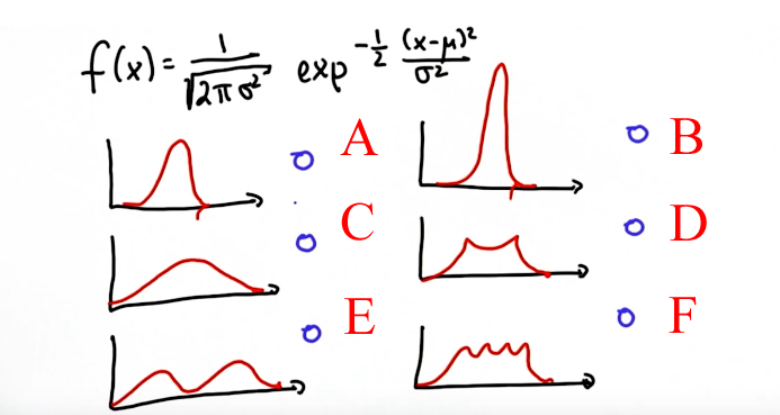 f(x) = 1/√(2πσ²) exp^(-1/2 (x-μ)²/σ²)
A
B
C
D
E
F